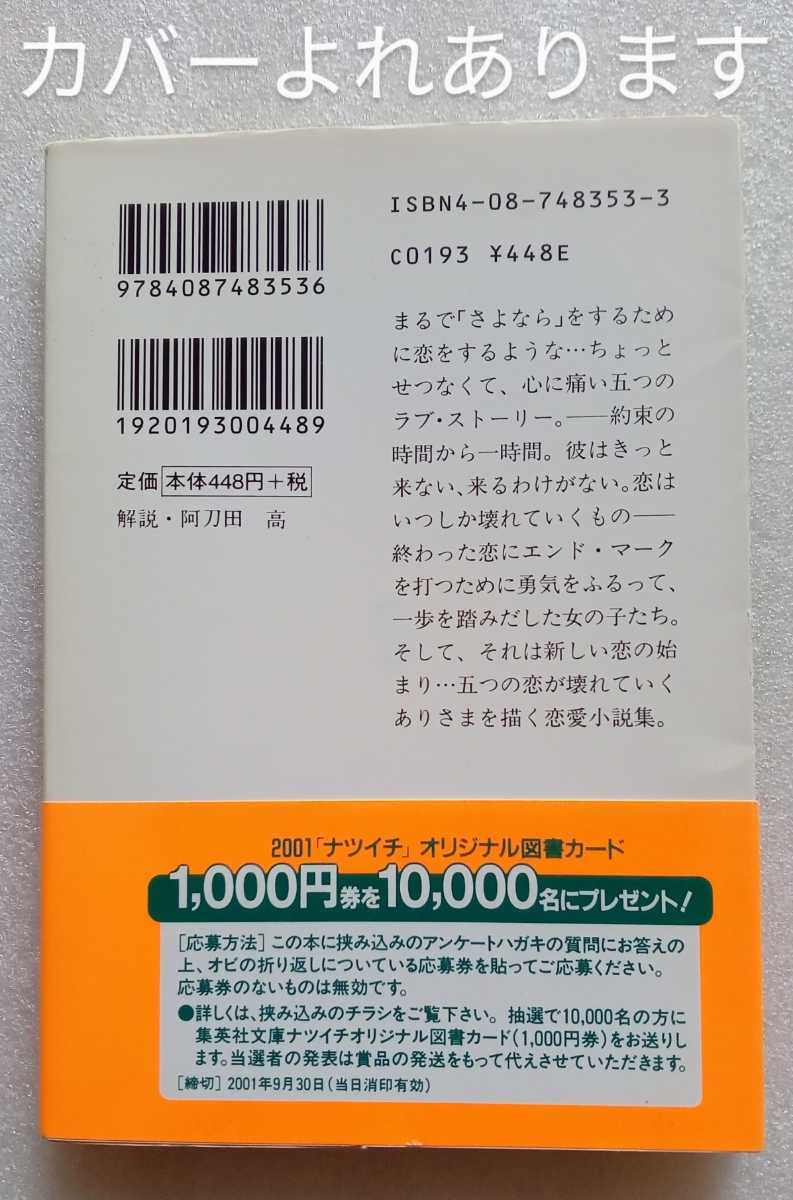 カバーよれあります
ISBN4-08-748353-3
C0193 ¥448E
9784087483536
1920193004489
定価 本体448円+税
解説・阿刀田 高
まるで「さよなら」をするため
に恋をするような…ちょっと
せつなくて、心に痛い五つの
ラブ・ストーリー。――約束の
時間から一時間。彼はきっと
来ない、来るわけがない。恋は
いつしか壊れていくもの――
終わった恋にエンド・マーク
を打つために勇気をふるって、
一歩を踏みだした女の子たち。
そして、それは新しい恋の始
まり…五つの恋が壊れていく
ありさまを描く恋愛小説集。
2001「ナツイチ」オリジナル図書カード
1,000円券を10,000名にプレゼント!
[応募方法]この本に挟み込みのアンケートハガキの質問にお答えの
上、オビの折り返しについている応募券を貼ってご応募ください。
応募券のないものは無効です。
●詳しくは、挟み込みのチラシをご覧下さい。抽選で10,000名の方に
集英社文庫ナツイチオリジナル図書カード(1,000円券)をお送りし
ます。当選者の発表は賞品の発送をもって代えさせていただきます。
[締切]2001年9月30日(当日消印有効)